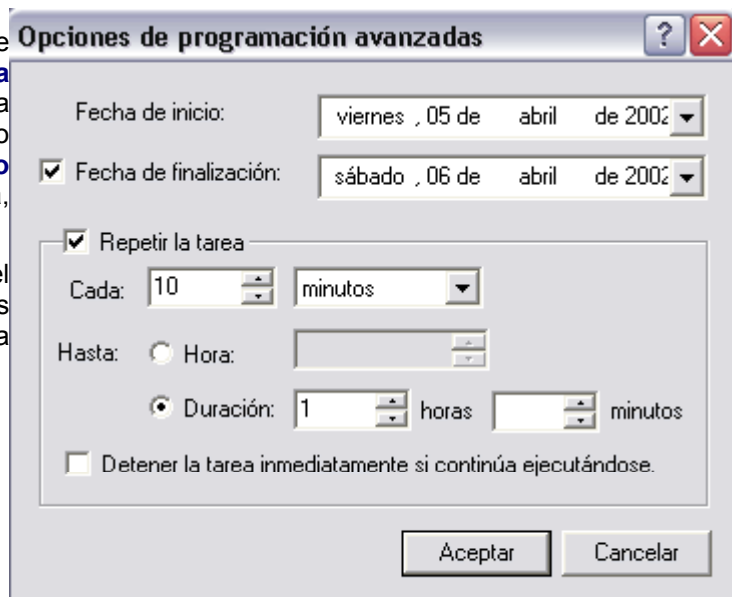 Opciones de programación avanzadas
Fecha de inicio: viernes , 05 de abril de 2002
Fecha de finalización: sábado , 06 de abril de 2002
Repetir la tarea
Cada: 10 minutos
Hasta: Hora:
Duración: 1 horas minutos
Detener la tarea inmediatamente si continúa ejecutándose.
Aceptar Cancelar